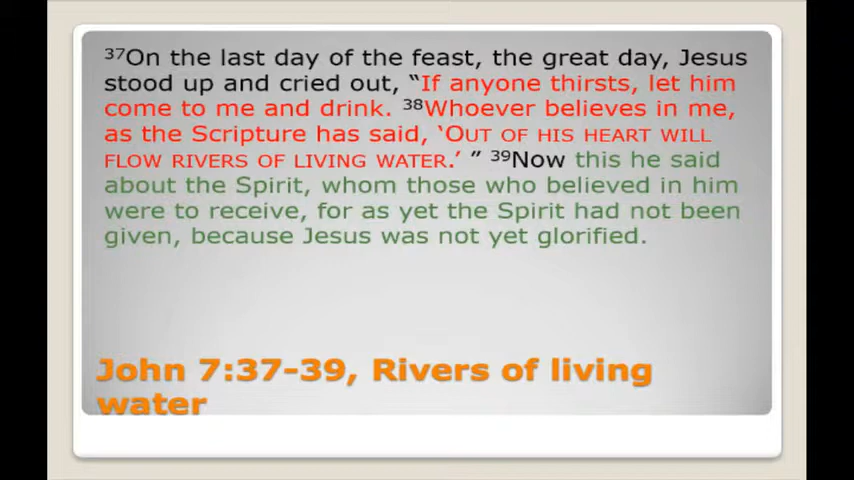 ³⁷On the last day of the feast, the great day, Jesus
stood up and cried out, “If anyone thirsts, let him
come to me and drink. ³⁸Whoever believes in me,
as the Scripture has said, ‘OUT OF HIS HEART WILL
FLOW RIVERS OF LIVING WATER.’ ” ³⁹Now this he said
about the Spirit, whom those who believed in him
were to receive, for as yet the Spirit had not been
given, because Jesus was not yet glorified.
John 7:37-39, Rivers of living
water